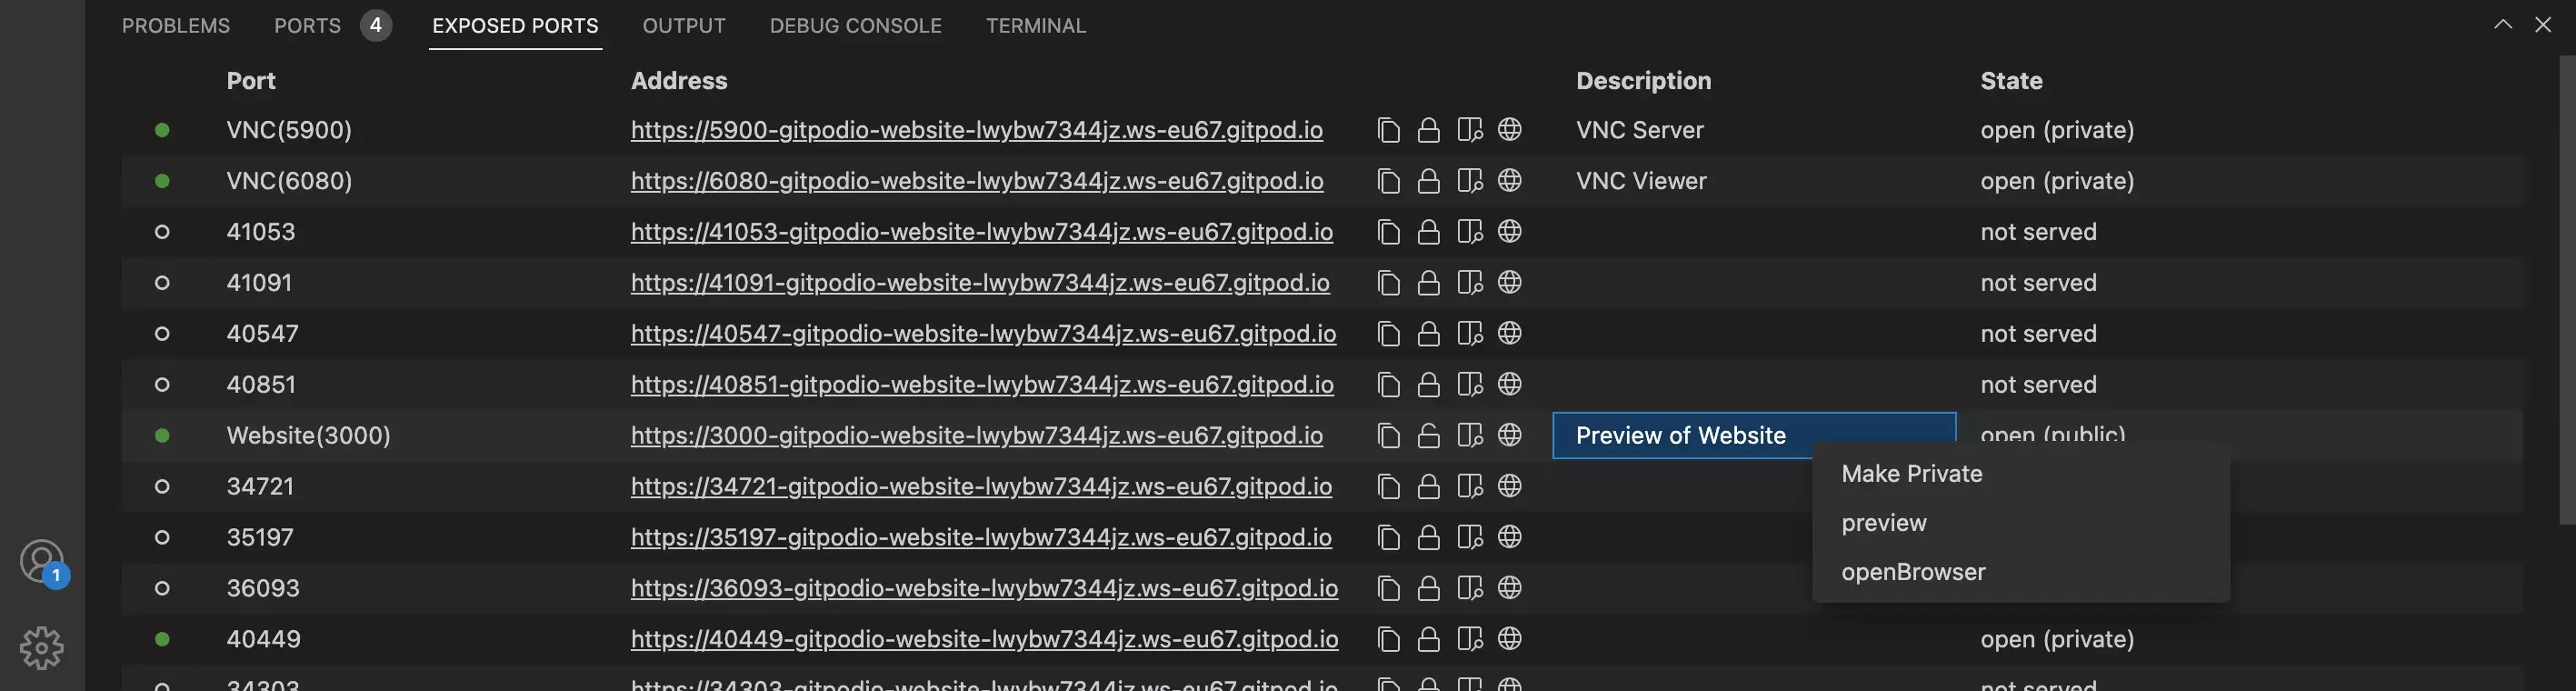 PROBLEMS PORTS 4 EXPOSED PORTS OUTPUT DEBUG CONSOLE TERMINAL
Port Address Description State
VNC(5900) https://5900-gitpodio-website-lwybw7344jz.ws-eu67.gitpod.io VNC Server open (private)
VNC(6080) https://6080-gitpodio-website-lwybw7344jz.ws-eu67.gitpod.io VNC Viewer open (private)
41053 https://41053-gitpodio-website-lwybw7344jz.ws-eu67.gitpod.io not served
41091 https://41091-gitpodio-website-lwybw7344jz.ws-eu67.gitpod.io not served
40547 https://40547-gitpodio-website-lwybw7344jz.ws-eu67.gitpod.io not served
40851 https://40851-gitpodio-website-lwybw7344jz.ws-eu67.gitpod.io not served
Website(3000) https://3000-gitpodio-website-lwybw7344jz.ws-eu67.gitpod.io Preview of Website open (public)
Make Private
34721 https://34721-gitpodio-website-lwybw7344jz.ws-eu67.gitpod.io
preview
35197 https://35197-gitpodio-website-lwybw7344jz.ws-eu67.gitpod.io
1
openBrowser
36093 https://36093-gitpodio-website-lwybw7344jz.ws-eu67.gitpod.io
40449 https://40449-gitpodio-website-lwybw7344jz.ws-eu67.gitpod.io open (private)
34303 https://34303-gitpodio-website-lwybw7344jz.ws-eu67.gitpod.io not served